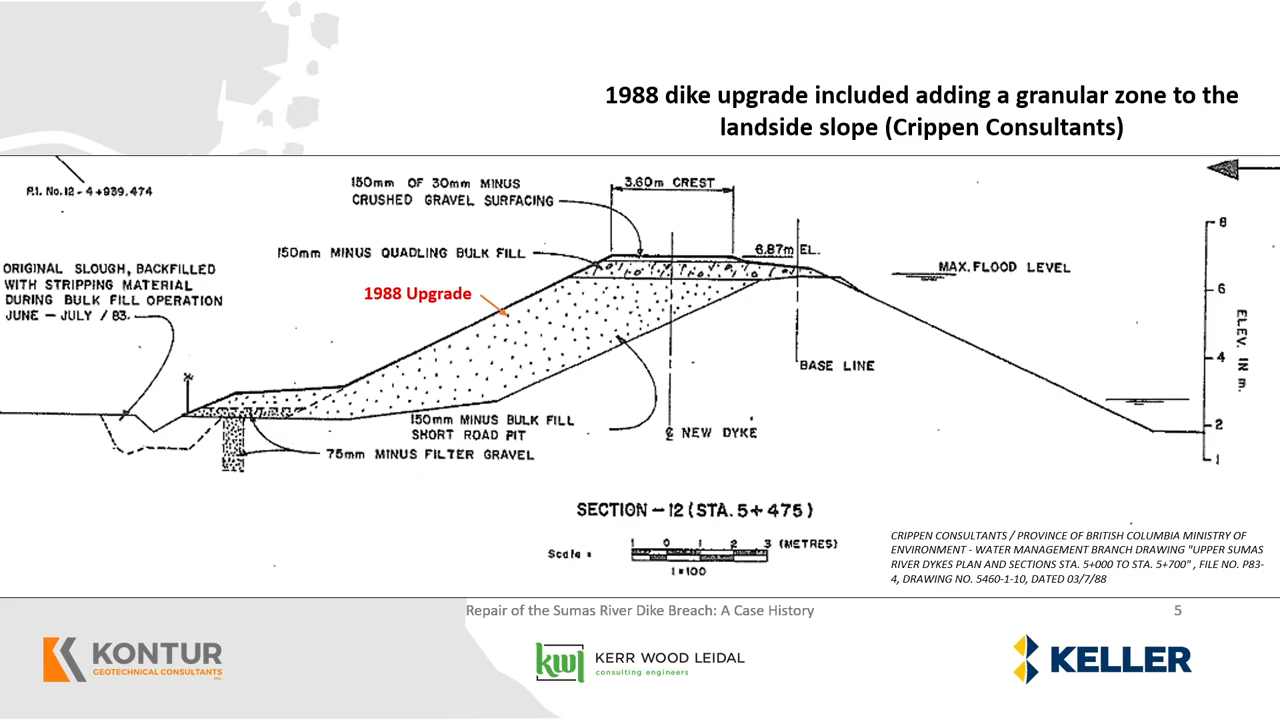 1988 dike upgrade included adding a granular zone to the
landside slope (Crippen Consultants)
P.I. No.12 - 4+939.474
150mm OF 30mm MINUS
CRUSHED GRAVEL SURFACING
3.60m CREST
8
150mm MINUS QUADLING BULK FILL
6.87m EL.
MAX. FLOOD LEVEL
ORIGINAL SLOUGH, BACKFILLED
WITH STRIPPING MATERIAL
DURING BULK FILL OPERATION
JUNE - JULY / 83.
1988 Upgrade
6
ELEV. IN m.
4
BASE LINE
150mm MINUS BULK FILL
SHORT ROAD PIT
℄ NEW DYKE
2
75mm MINUS FILTER GRAVEL
1
SECTION - 12 (STA. 5+475)
Scale =
1 0 1 2 3 (METRES)
1=100
CRIPPEN CONSULTANTS / PROVINCE OF BRITISH COLUMBIA MINISTRY OF
ENVIRONMENT - WATER MANAGEMENT BRANCH DRAWING "UPPER SUMAS
RIVER DYKES PLAN AND SECTIONS STA. 5+000 TO STA. 5+700" , FILE NO. P83-
4, DRAWING NO. 5460-1-10, DATED 03/7/88
Repair of the Sumas River Dike Breach: A Case History
5
KONTUR
GEOTECHNICAL CONSULTANTS
INC.
kwl
KERR WOOD LEIDAL
consulting engineers
KELLER